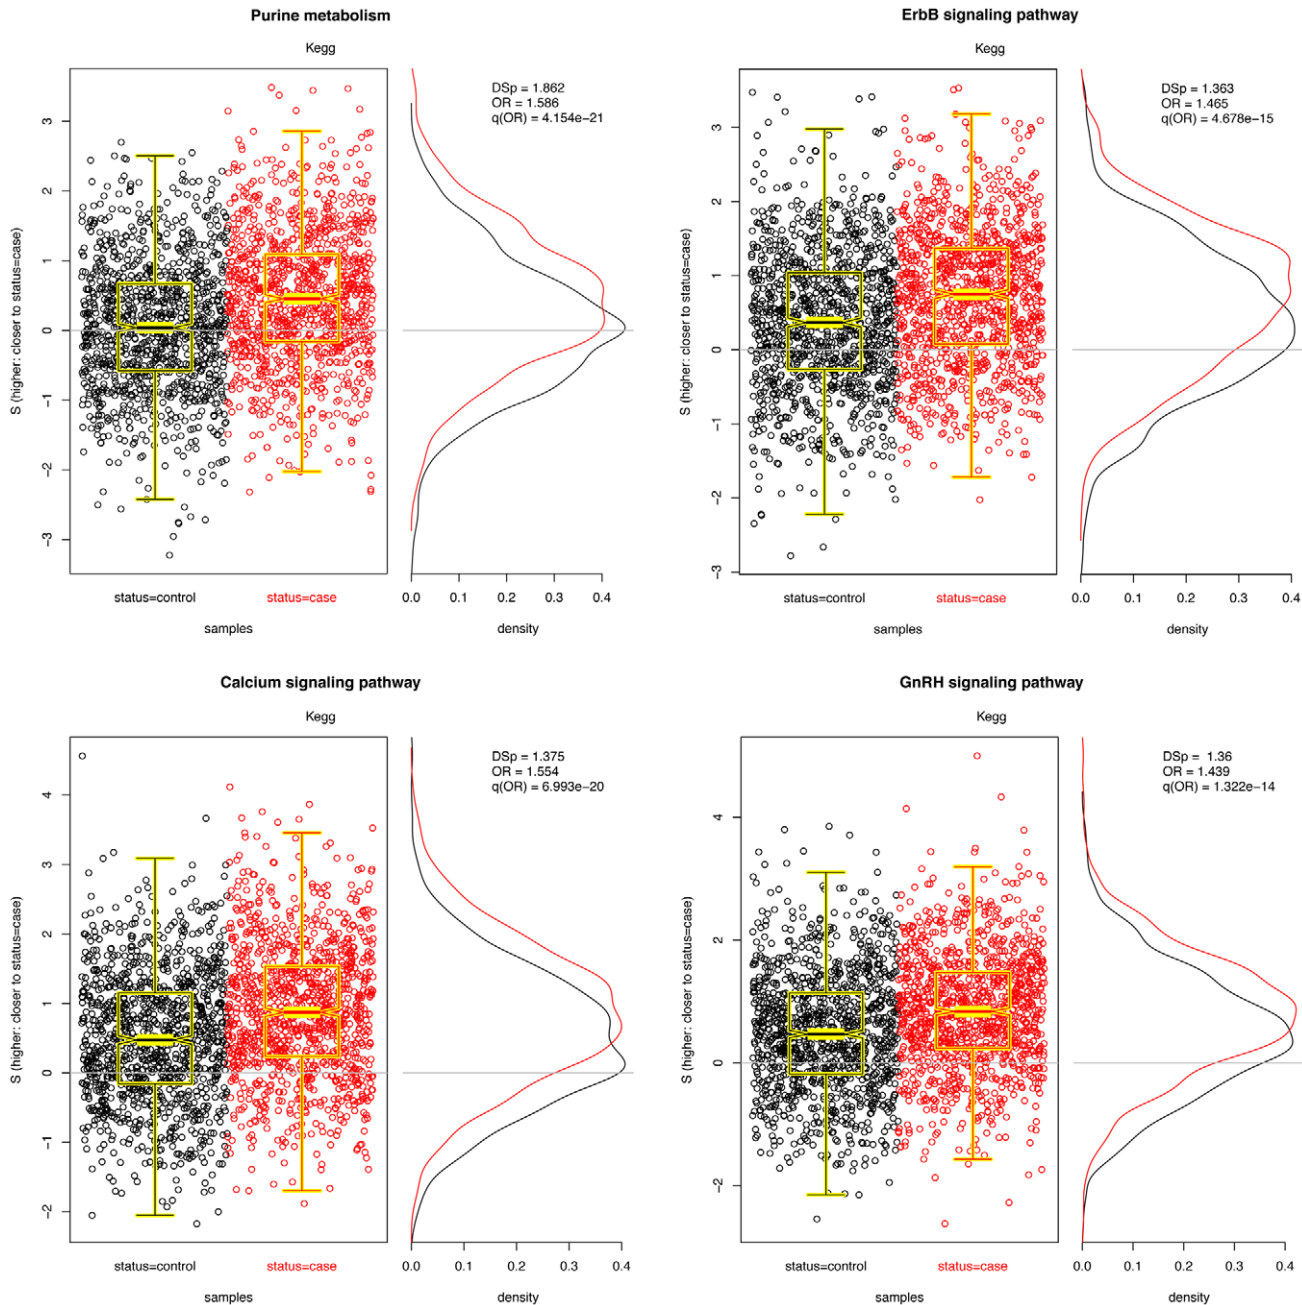 Purine metabolism
Kegg
DSp = 1.862
OR = 1.586
q(OR) = 4.154e−21
S (higher: closer to status=case)
3
2
1
0
−1
−2
−3
status=control
status=case
samples
0.0 0.1 0.2 0.3 0.4
density
ErbB signaling pathway
Kegg
DSp = 1.363
OR = 1.465
q(OR) = 4.678e−15
S (higher: closer to status=case)
3
2
1
0
−1
−2
−3
status=control
status=case
samples
0.0 0.1 0.2 0.3 0.4
density
Calcium signaling pathway
Kegg
DSp = 1.375
OR = 1.554
q(OR) = 6.993e−20
S (higher: closer to status=case)
4
3
2
1
0
−1
−2
status=control
status=case
samples
0.0 0.1 0.2 0.3 0.4
density
GnRH signaling pathway
Kegg
DSp = 1.36
OR = 1.439
q(OR) = 1.322e−14
S (higher: closer to status=case)
4
2
0
−2
status=control
status=case
samples
0.0 0.1 0.2 0.3 0.4
density